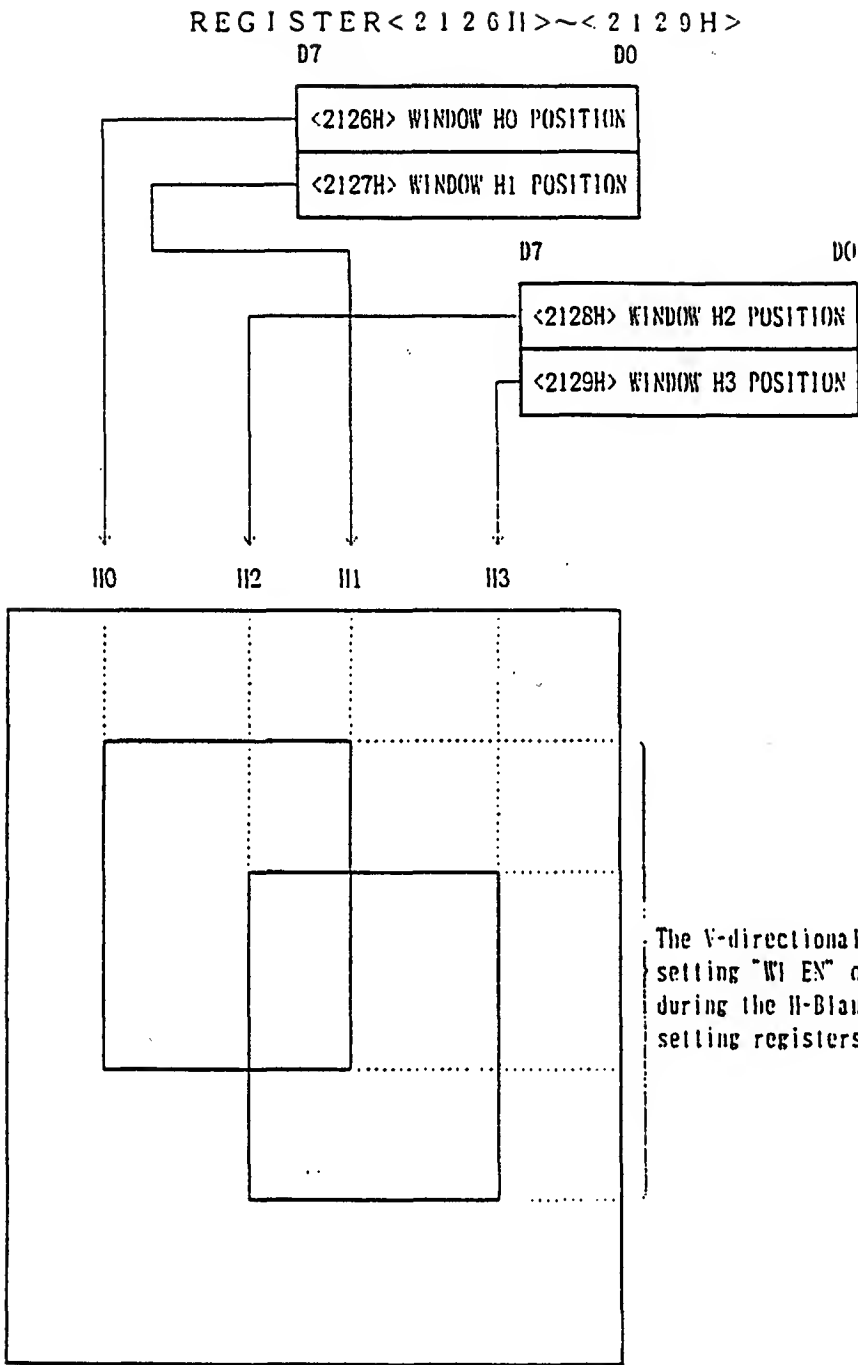 REGISTER<2126H>~<2129H>
D7 D0
<2126H> WINDOW H0 POSITION
<2127H> WINDOW H1 POSITION
D7 D0
<2128H> WINDOW H2 POSITION
<2129H> WINDOW H3 POSITION
H0 H2 H1 H3
The V-directional
setting "W1 EN" o
during the H-Blan
setting registers